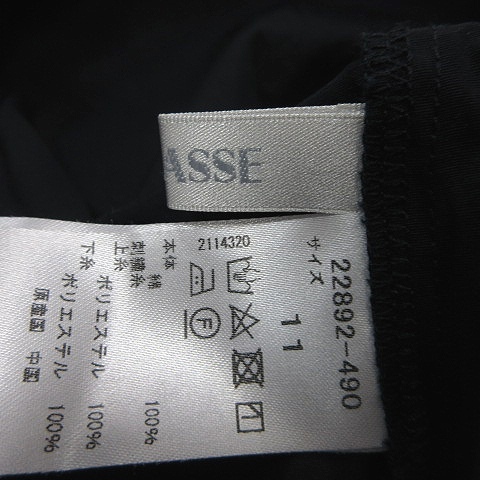 ASSE
22892-490
サイズ
11
2114320
F
本体 綿 100%
刺繍糸
上糸 ポリエステル 100%
下糸 ポリエステル 100%
原産国 中国